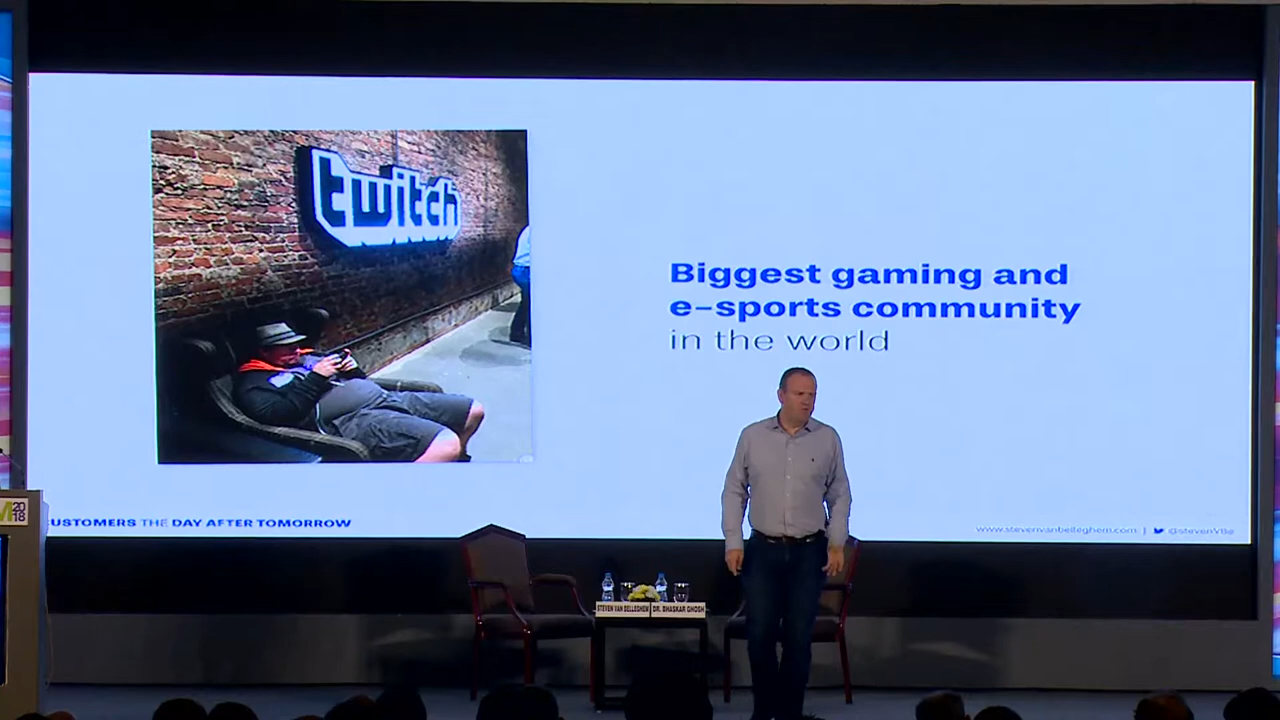 twitch
Biggest gaming and
e-sports community
in the world
CUSTOMERS THE DAY AFTER TOMORROW
www.stevenvanbelleghem.com | @stevenVBe
STEVEN VAN BELLEGHEM
DR. BHASKAR GHOSH
2018